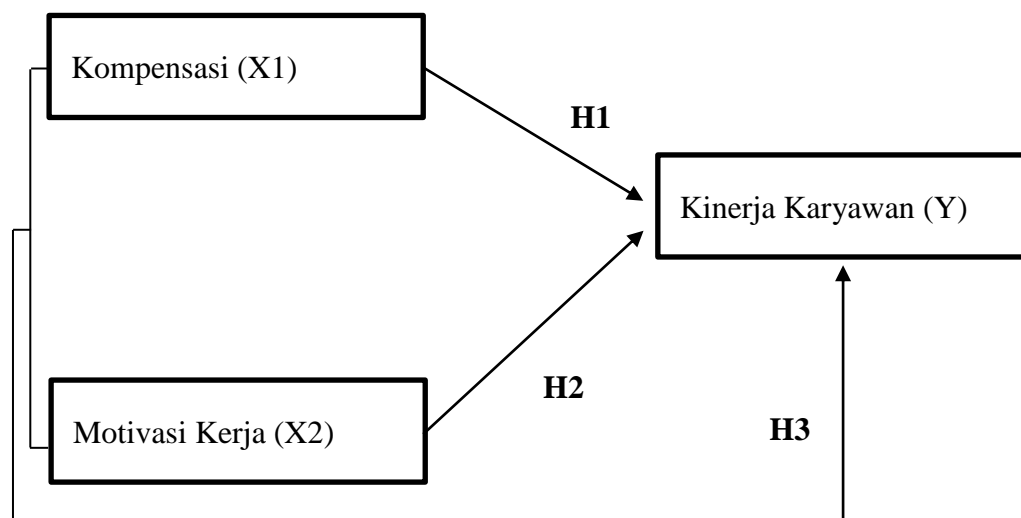 Kompensasi (X1)
H1
Kinerja Karyawan (Y)
H2
Motivasi Kerja (X2)
H3